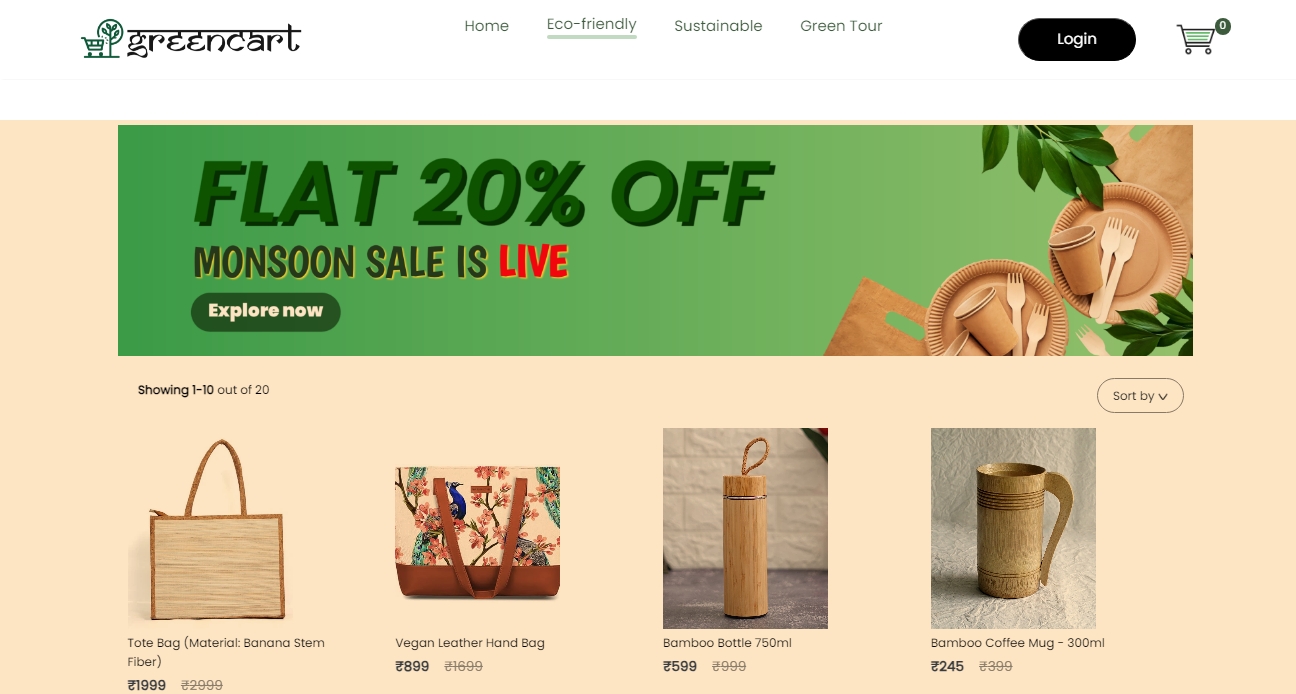 greencart
Home
Eco-friendly
Sustainable
Green Tour
Login
0
FLAT 20% OFF
MONSOON SALE IS LIVE
Explore now
Showing 1-10 out of 20
Sort by
Tote Bag (Material: Banana Stem
Fiber)
₹1999 ₹2999
Vegan Leather Hand Bag
₹899 ₹1699
Bamboo Bottle 750ml
₹599 ₹999
Bamboo Coffee Mug - 300ml
₹245 ₹399